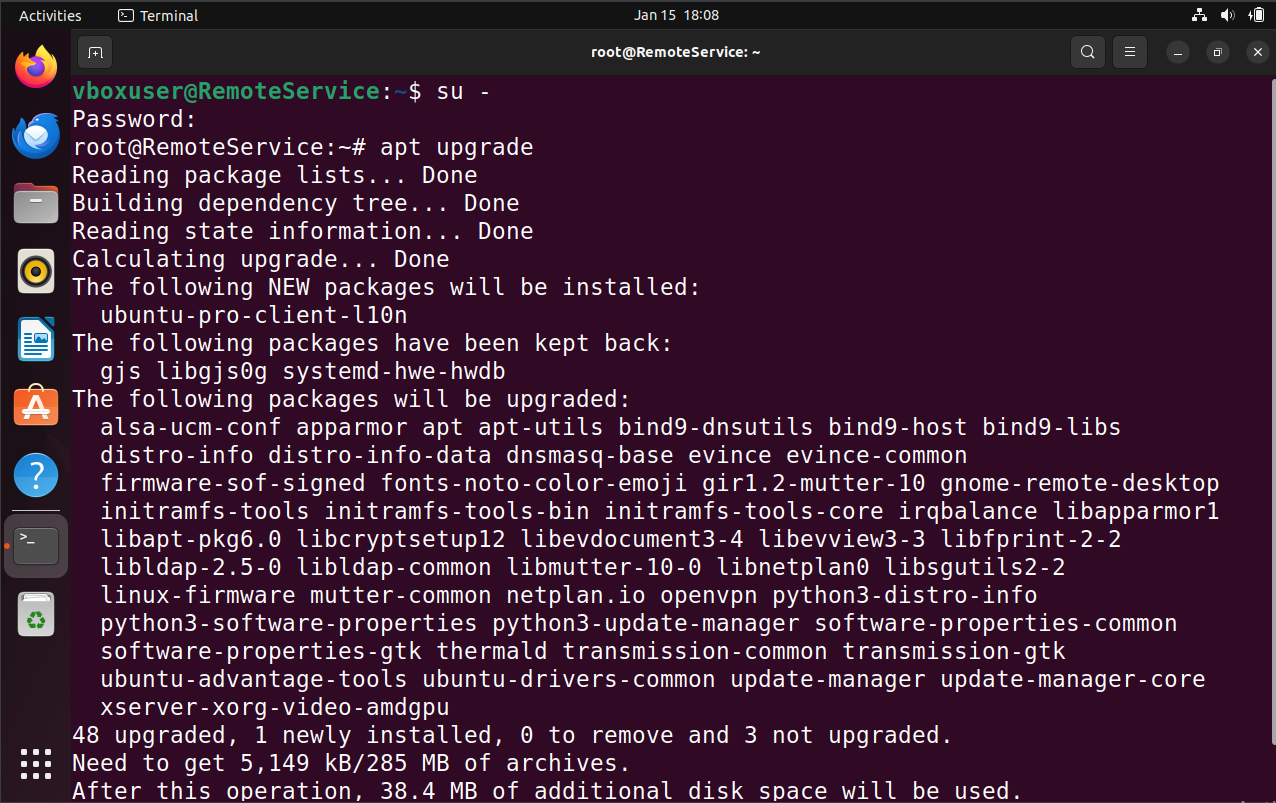 Activities Terminal Jan 15 18:08
root@RemoteService: ~
vboxuser@RemoteService:~$ su -
Password:
root@RemoteService:~# apt upgrade
Reading package lists... Done
Building dependency tree... Done
Reading state information... Done
Calculating upgrade... Done
The following NEW packages will be installed:
  ubuntu-pro-client-l10n
The following packages have been kept back:
  gjs libgjs0g systemd-hwe-hwdb
The following packages will be upgraded:
  alsa-ucm-conf apparmor apt apt-utils bind9-dnsutils bind9-host bind9-libs
  distro-info distro-info-data dnsmasq-base evince evince-common
  firmware-sof-signed fonts-noto-color-emoji gir1.2-mutter-10 gnome-remote-desktop
  initramfs-tools initramfs-tools-bin initramfs-tools-core irqbalance libapparmor1
  libapt-pkg6.0 libcryptsetup12 libevdocument3-4 libevview3-3 libfprint-2-2
  libldap-2.5-0 libldap-common libmutter-10-0 libnetplan0 libsgutils2-2
  linux-firmware mutter-common netplan.io openvpn python3-distro-info
  python3-software-properties python3-update-manager software-properties-common
  software-properties-gtk thermald transmission-common transmission-gtk
  ubuntu-advantage-tools ubuntu-drivers-common update-manager update-manager-core
  xserver-xorg-video-amdgpu
48 upgraded, 1 newly installed, 0 to remove and 3 not upgraded.
Need to get 5,149 kB/285 MB of archives.
After this operation, 38.4 MB of additional disk space will be used.